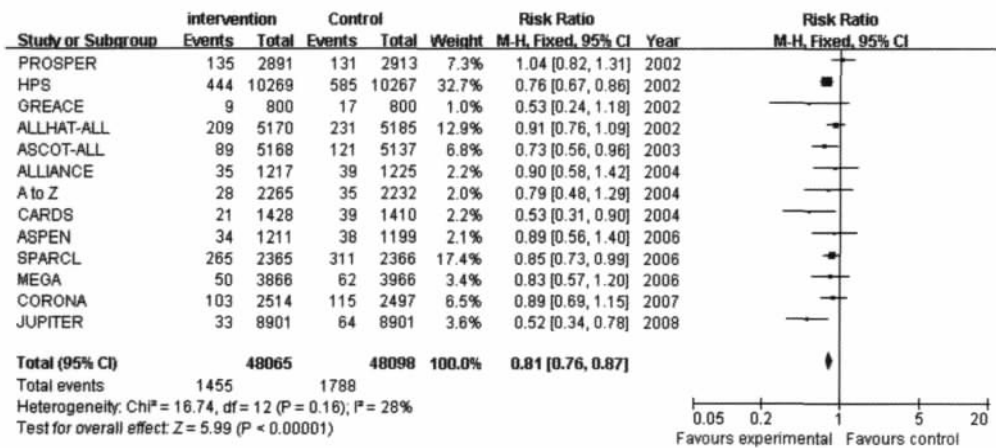 intervention Control Risk Ratio Risk Ratio
Study or Subgroup Events Total Events Total Weight M-H, Fixed, 95% CI Year M-H, Fixed, 95% CI
PROSPER 135 2891 131 2913 7.3% 1.04 [0.82, 1.31] 2002
HPS 444 10269 585 10267 32.7% 0.76 [0.67, 0.86] 2002
GREACE 9 800 17 800 1.0% 0.53 [0.24, 1.18] 2002
ALLHAT-ALL 209 5170 231 5185 12.9% 0.91 [0.76, 1.09] 2002
ASCOT-ALL 89 5168 121 5137 6.8% 0.73 [0.56, 0.96] 2003
ALLIANCE 35 1217 39 1225 2.2% 0.90 [0.58, 1.42] 2004
A to Z 28 2265 35 2232 2.0% 0.79 [0.48, 1.29] 2004
CARDS 21 1428 39 1410 2.2% 0.53 [0.31, 0.90] 2004
ASPEN 34 1211 38 1199 2.1% 0.89 [0.56, 1.40] 2006
SPARCL 265 2365 311 2366 17.4% 0.85 [0.73, 0.99] 2006
MEGA 50 3866 62 3966 3.4% 0.83 [0.57, 1.20] 2006
CORONA 103 2514 115 2497 6.5% 0.89 [0.69, 1.15] 2007
JUPITER 33 8901 64 8901 3.6% 0.52 [0.34, 0.78] 2008
Total (95% CI) 48065 48098 100.0% 0.81 [0.76, 0.87]
Total events 1455 1788
Heterogeneity: Chi² = 16.74, df = 12 (P = 0.16); I² = 28%
Test for overall effect: Z = 5.99 (P < 0.00001)
0.05 0.2 1 5 20
Favours experimental Favours control